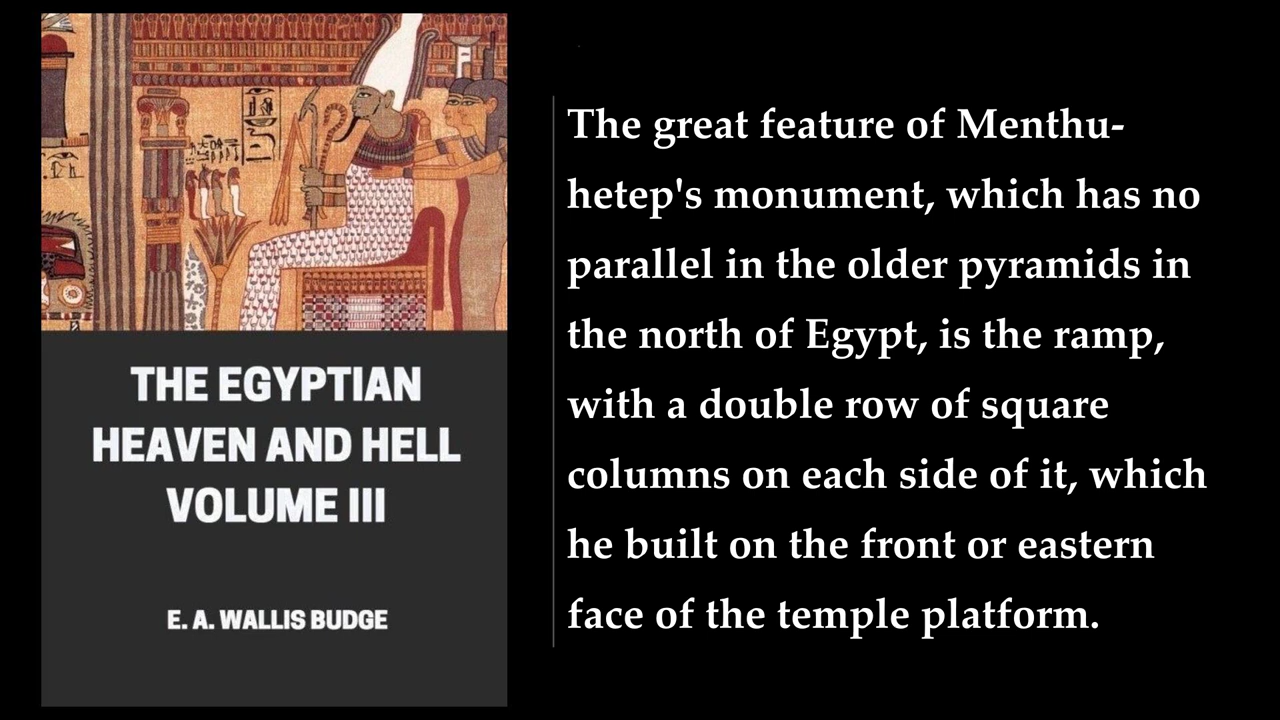 THE EGYPTIAN
HEAVEN AND HELL
VOLUME III
E. A. WALLIS BUDGE
The great feature of Menthu-
hetep's monument, which has no
parallel in the older pyramids in
the north of Egypt, is the ramp,
with a double row of square
columns on each side of it, which
he built on the front or eastern
face of the temple platform.